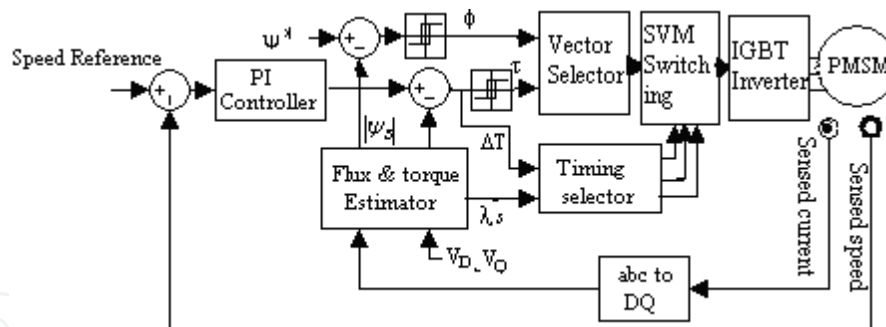 Speed Reference
+
PI
Controller
ψ*
+
-
ϕ
+
-
τ
|ψs|
ΔT
Flux & torque
Estimator
λs
VD, VQ
Vector
Selector
Timing
selector
SVM
Switch
ing
IGBT
Inverter
PMSM
Sensed current
Sensed speed
abc to
DQ